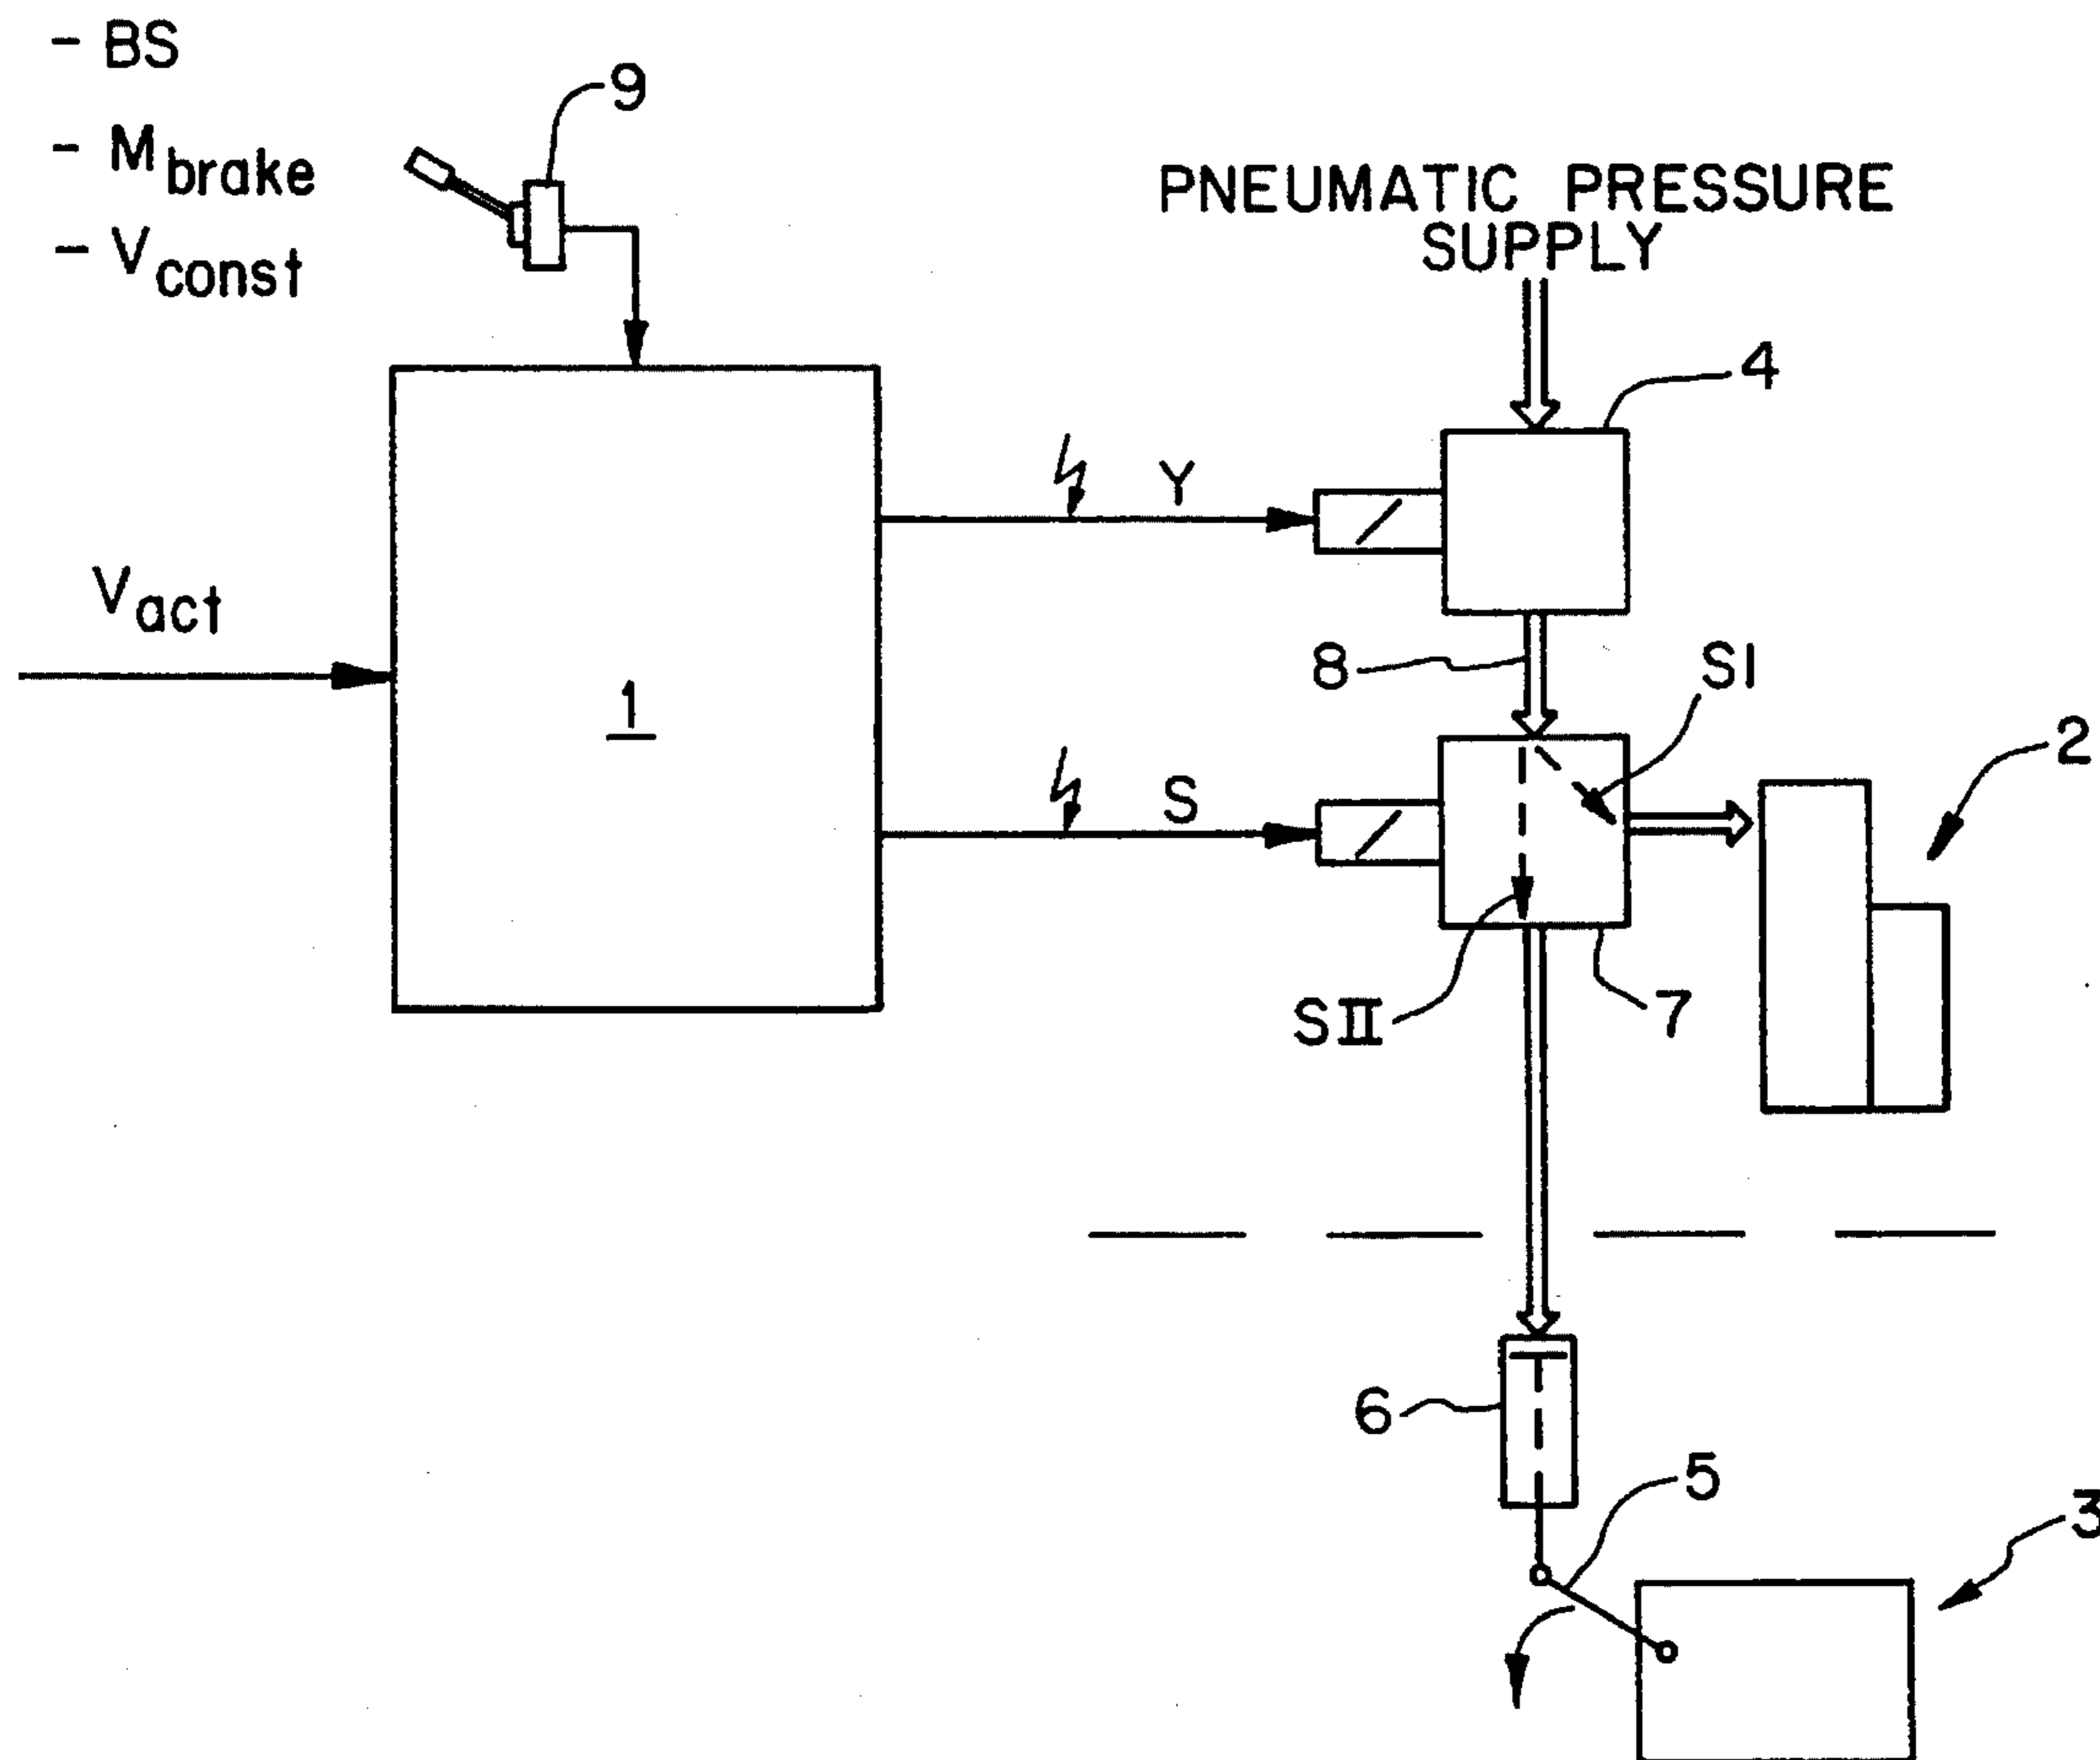 - BS
9
- Mbrake
PNEUMATIC PRESSURE
SUPPLY
- Vconst
4
Y
Vact
8
SI
1
2
S
SII
7
6
5
3